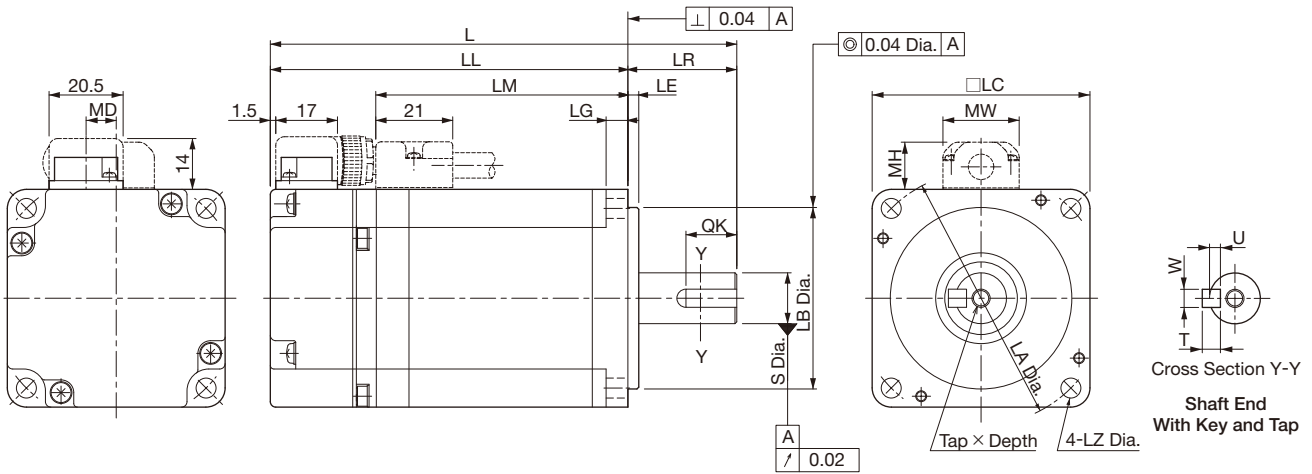 ⊥ 0.04 A
L
◎ 0.04 Dia. A
LL
LR
20.5
LM
LE
□LC
MD
1.5
17
21
LG
MW
14
MH
QK
U
Y
W
LB Dia.
T
Y
S Dia.
LA Dia.
Cross Section Y-Y
Shaft End
With Key and Tap
A
Tap × Depth
4-LZ Dia.
↗ 0.02